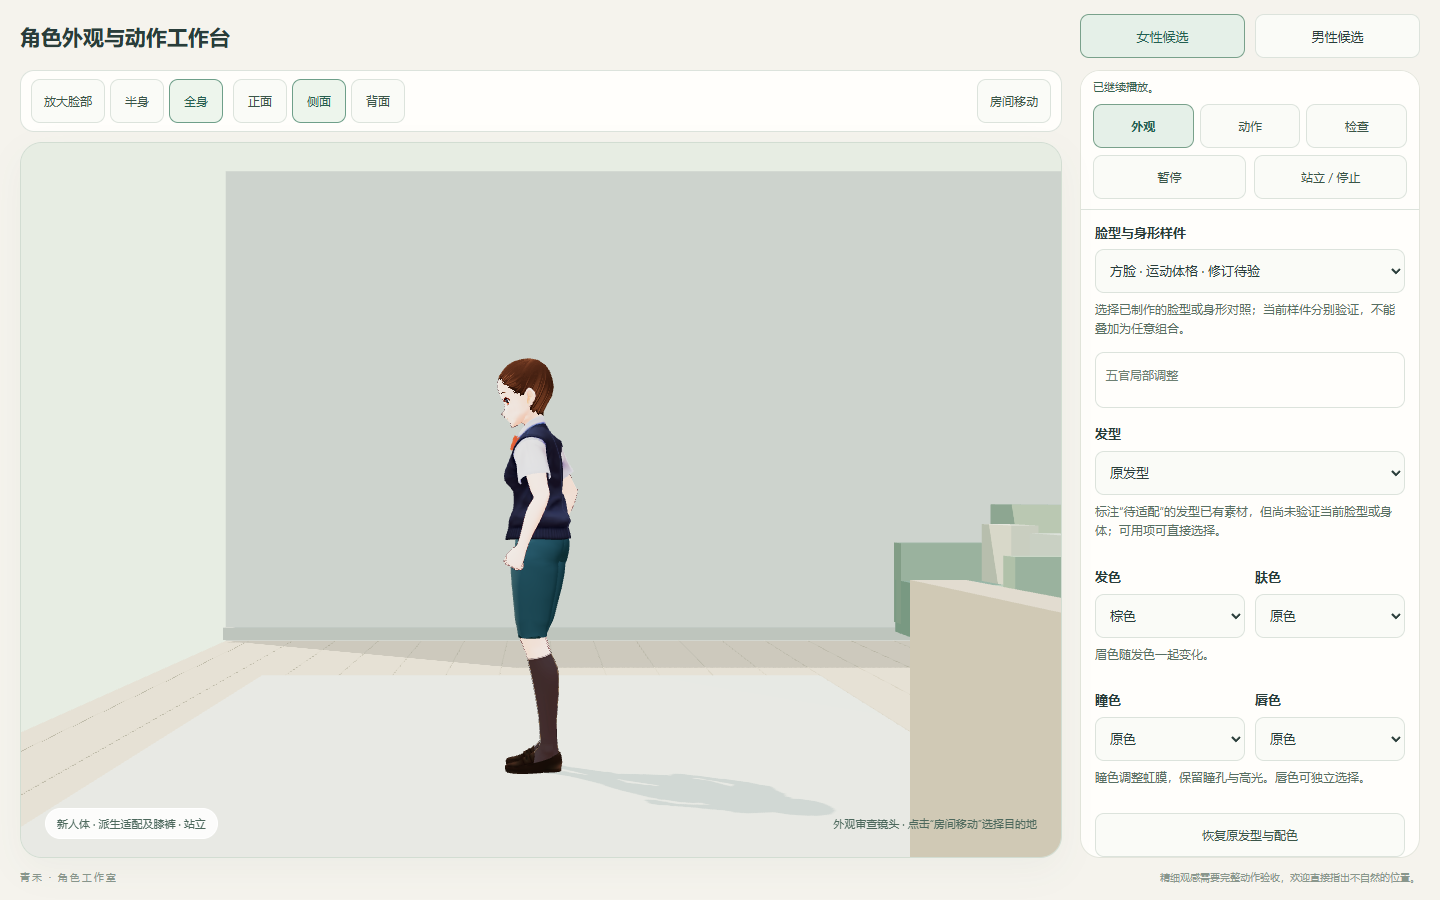 角色外观与动作工作台
女性候选
男性候选
放大脸部
半身
全身
正面
侧面
背面
房间移动
已继续播放。
外观
动作
检查
暂停
站立 / 停止
脸型与身形样件
方脸 · 运动体格 · 修订待验
选择已制作的脸型或身形对照；当前样件分别验证，不能
叠加为任意组合。
五官局部调整
发型
原发型
标注“待适配”的发型已有素材，但尚未验证当前脸型或身
体；可用项可直接选择。
发色
肤色
棕色
原色
眉色随发色一起变化。
瞳色
唇色
原色
原色
瞳色调整虹膜，保留瞳孔与高光。唇色可独立选择。
恢复原发型与配色
新人体 · 派生适配及膝裤 · 站立
外观审查镜头 · 点击“房间移动”选择目的地
青禾 · 角色工作室
精细观感需要完整动作验收，欢迎直接指出不自然的位置。